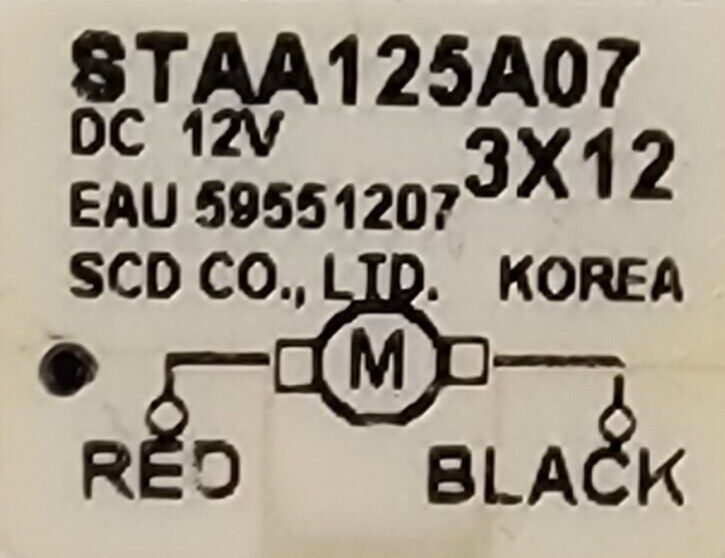 STAA125A07
DC 12V
3X12
EAU 59551207
SCD CO., LTD. KOREA
M
RED
BLACK